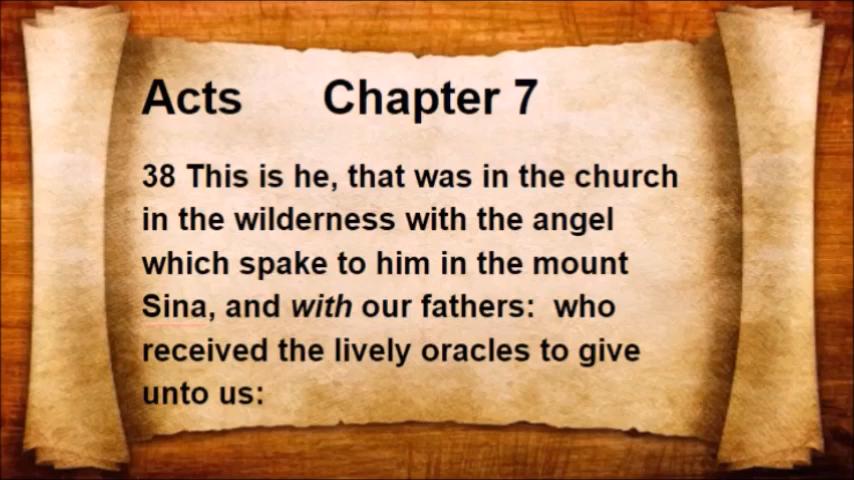 Acts Chapter 7
38 This is he, that was in the church
in the wilderness with the angel
which spake to him in the mount
Sina, and with our fathers: who
received the lively oracles to give
unto us: